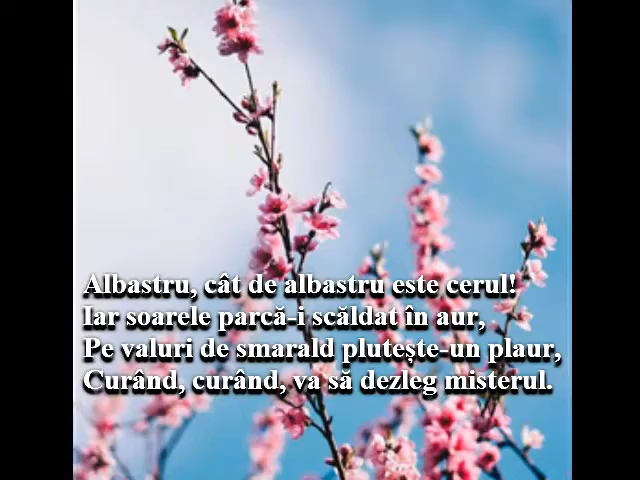 Albastru, cât de albastru este cerul!
Iar soarele parcă-i scăldat în aur,
Pe valuri de smarald plutește-un plaur,
Curând, curând, va să dezleg misterul.